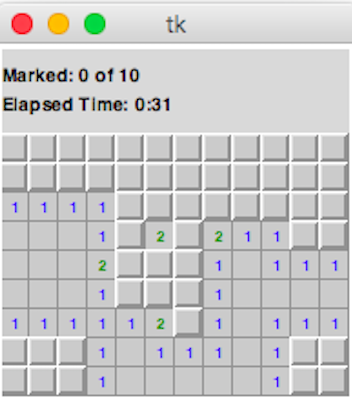 tk
Marked: 0 of 10
Elapsed Time: 0:31
1 1 1 1
1 2 2 1 1
2 1 1 1 1
1 1
1 1 1 1 1 2 1 1 1 1
1 1 1 1 1
1 1